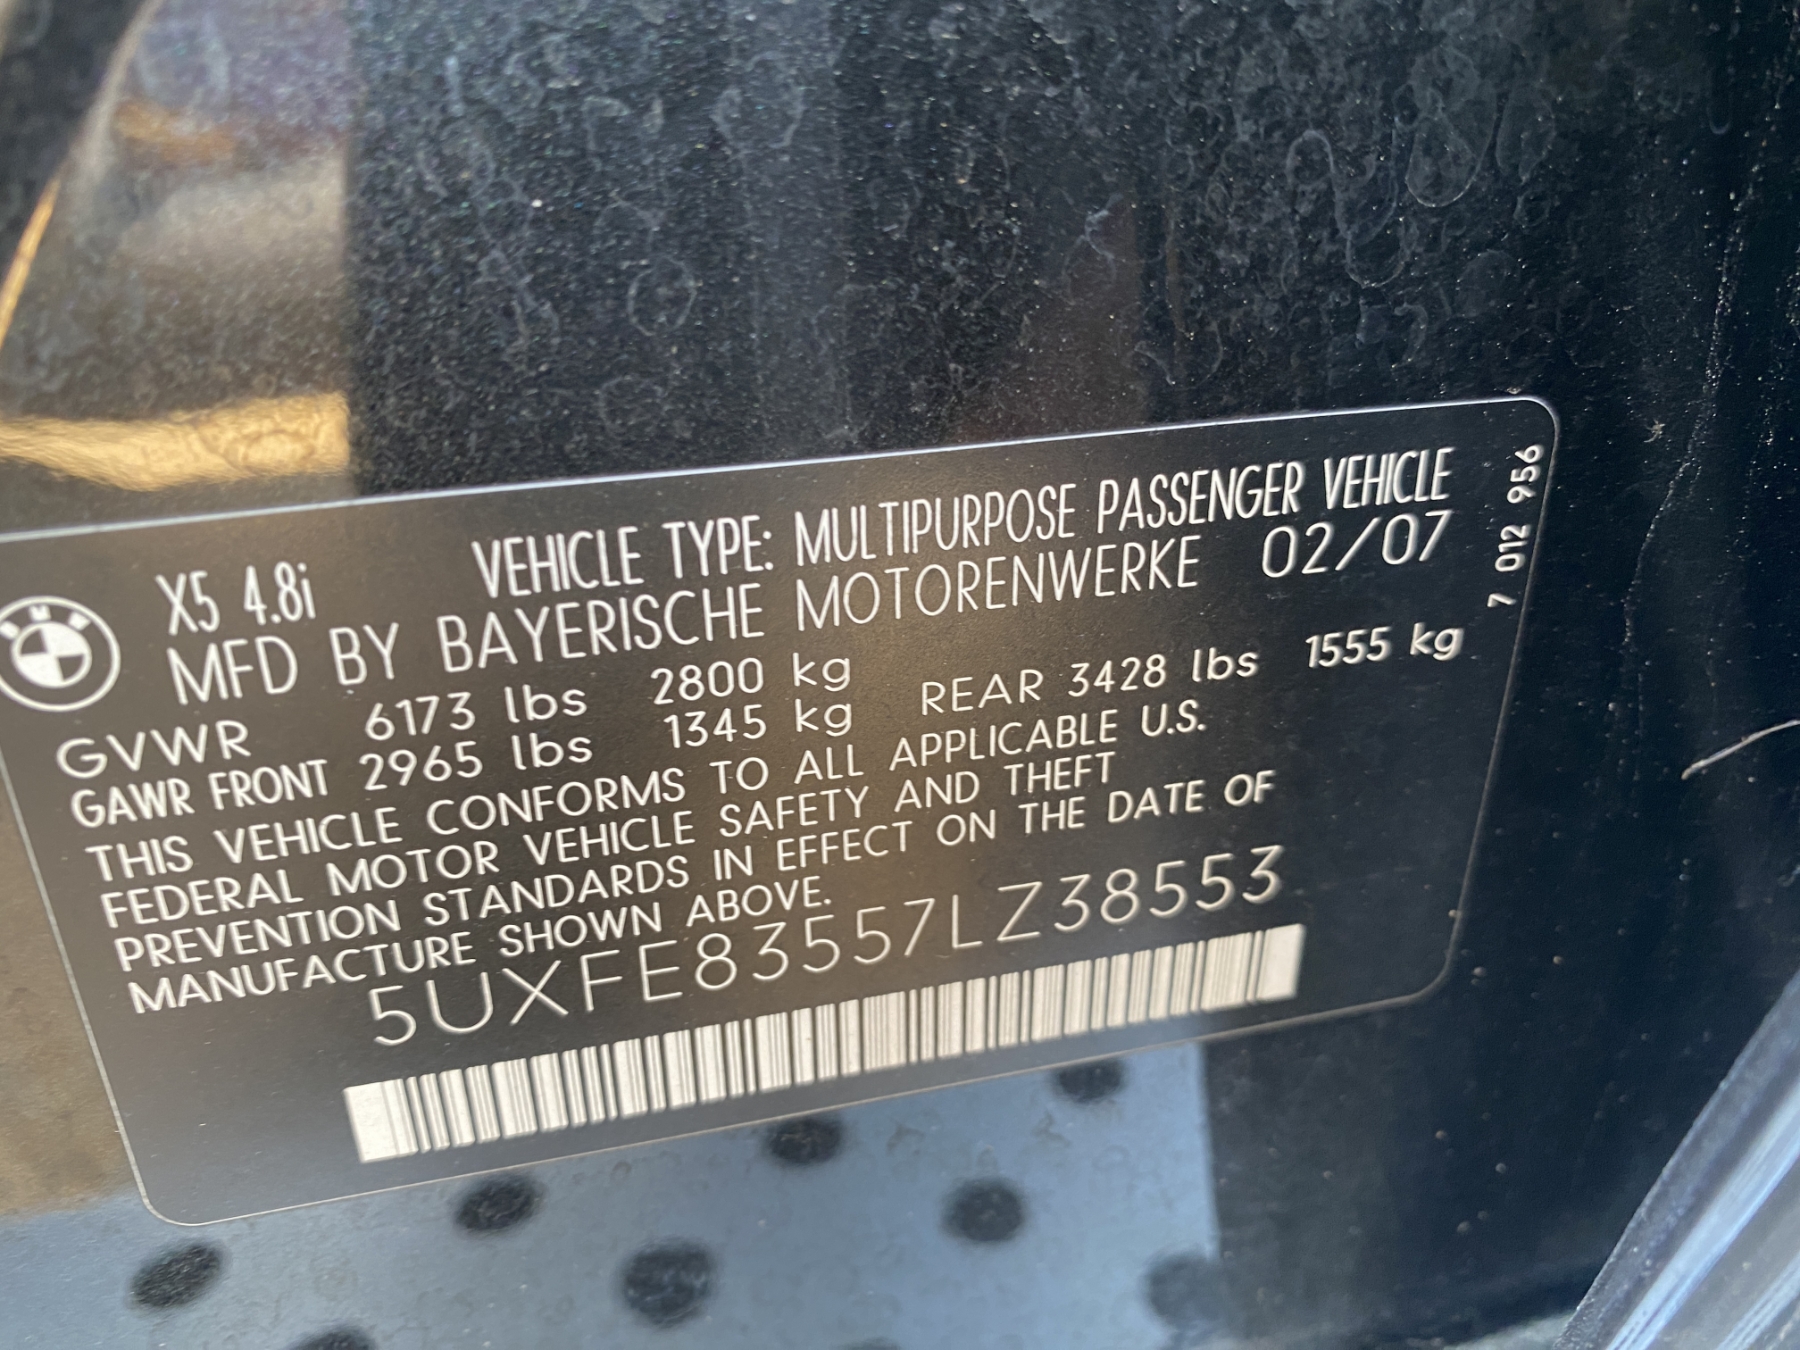 BMW
X5 4.8i VEHICLE TYPE: MULTIPURPOSE PASSENGER VEHICLE
MFD BY BAYERISCHE MOTORENWERKE 02/07
GVWR 6173 lbs 2800 kg
GAWR FRONT 2965 lbs 1345 kg REAR 3428 lbs 1555 kg
THIS VEHICLE CONFORMS TO ALL APPLICABLE U.S.
FEDERAL MOTOR VEHICLE SAFETY AND THEFT
PREVENTION STANDARDS IN EFFECT ON THE DATE OF
MANUFACTURE SHOWN ABOVE.
5UXFE83557LZ38553
7 012 956